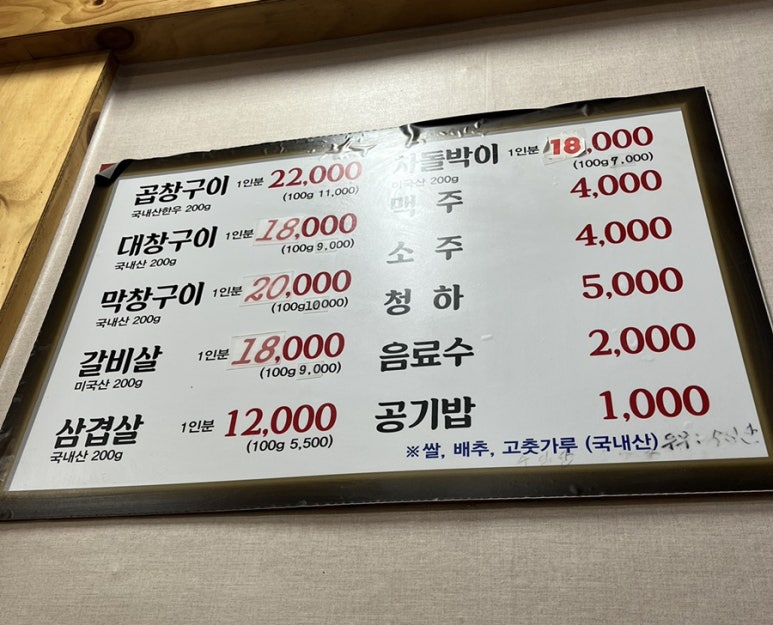 곱창구이 1인분 22,000
국내산한우 200g (100g 11,000)
대창구이 1인분 18,000
국내산 200g (100g 9,000)
막창구이 1인분 20,000
국내산 200g (100g10000)
갈비살 1인분 18,000
미국산 200g (100g 9,000)
삼겹살 1인분 12,000
국내산 200g (100g 5,500)
차돌박이 1인분 18,000
미국산 200g (100g 9,000)
맥주 4,000
소주 4,000
청하 5,000
음료수 2,000
공기밥 1,000
※쌀, 배추, 고춧가루 (국내산)